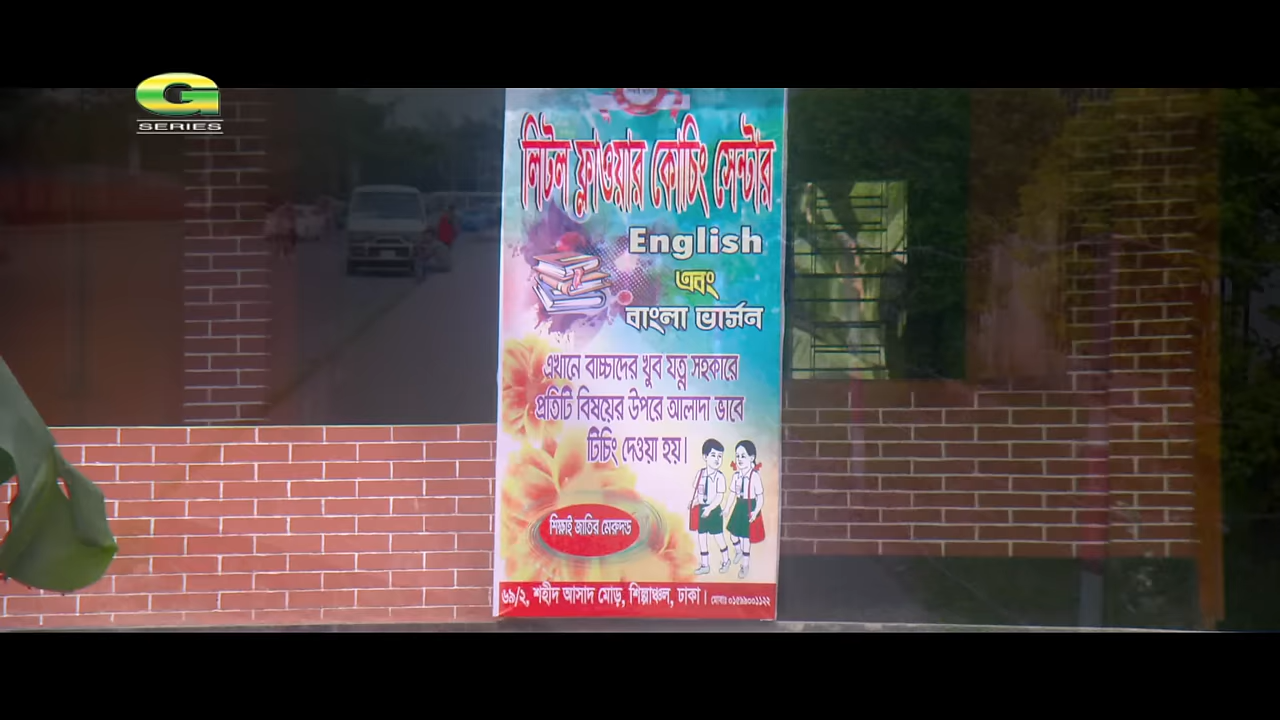 G
SERIES
লিটল ফ্লাওয়ার কোচিং সেন্টার
English
এবং
বাংলা ভার্সন
এখানে বাচ্চাদের খুব যত্ন সহকারে
প্রতিটি বিষয়ের উপরে আলাদা ভাবে
টিচিং দেওয়া হয়।
শিক্ষাই জাতির মেরুদন্ড
৬৯/২, শহীদ আসাদ মোড়, শিল্পাঞ্চল, ঢাকা। মোবাঃ ০১৫৯৯০০১১২২